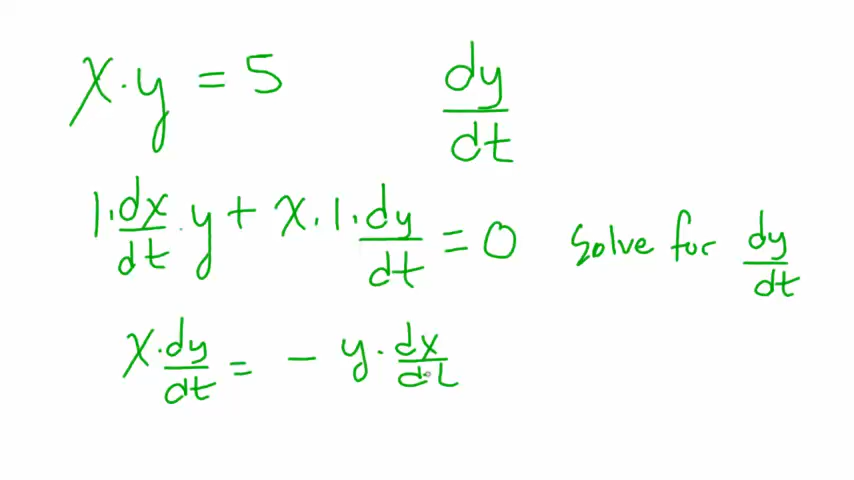 x · y = 5 dy/dt
1 · dx/dt · y + x · 1 · dy/dt = 0 Solve for dy/dt
x · dy/dt = - y · dx/dt